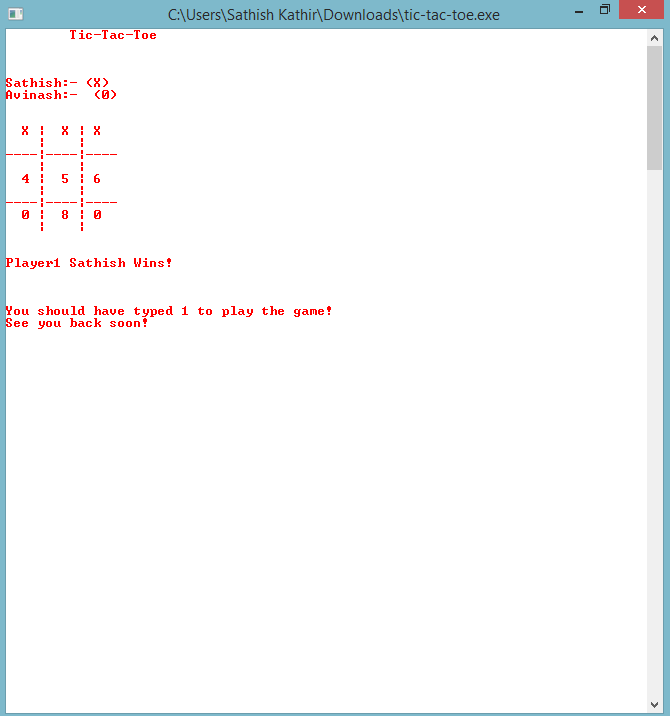 C:\Users\Sathish Kathir\Downloads\tic-tac-toe.exe
Tic-Tac-Toe
Sathish:- (X)
Avinash:- (0)
X ¦ X ¦ X
4 ¦ 5 ¦ 6
0 ¦ 8 ¦ 0
Player1 Sathish Wins!
You should have typed 1 to play the game!
See you back soon!